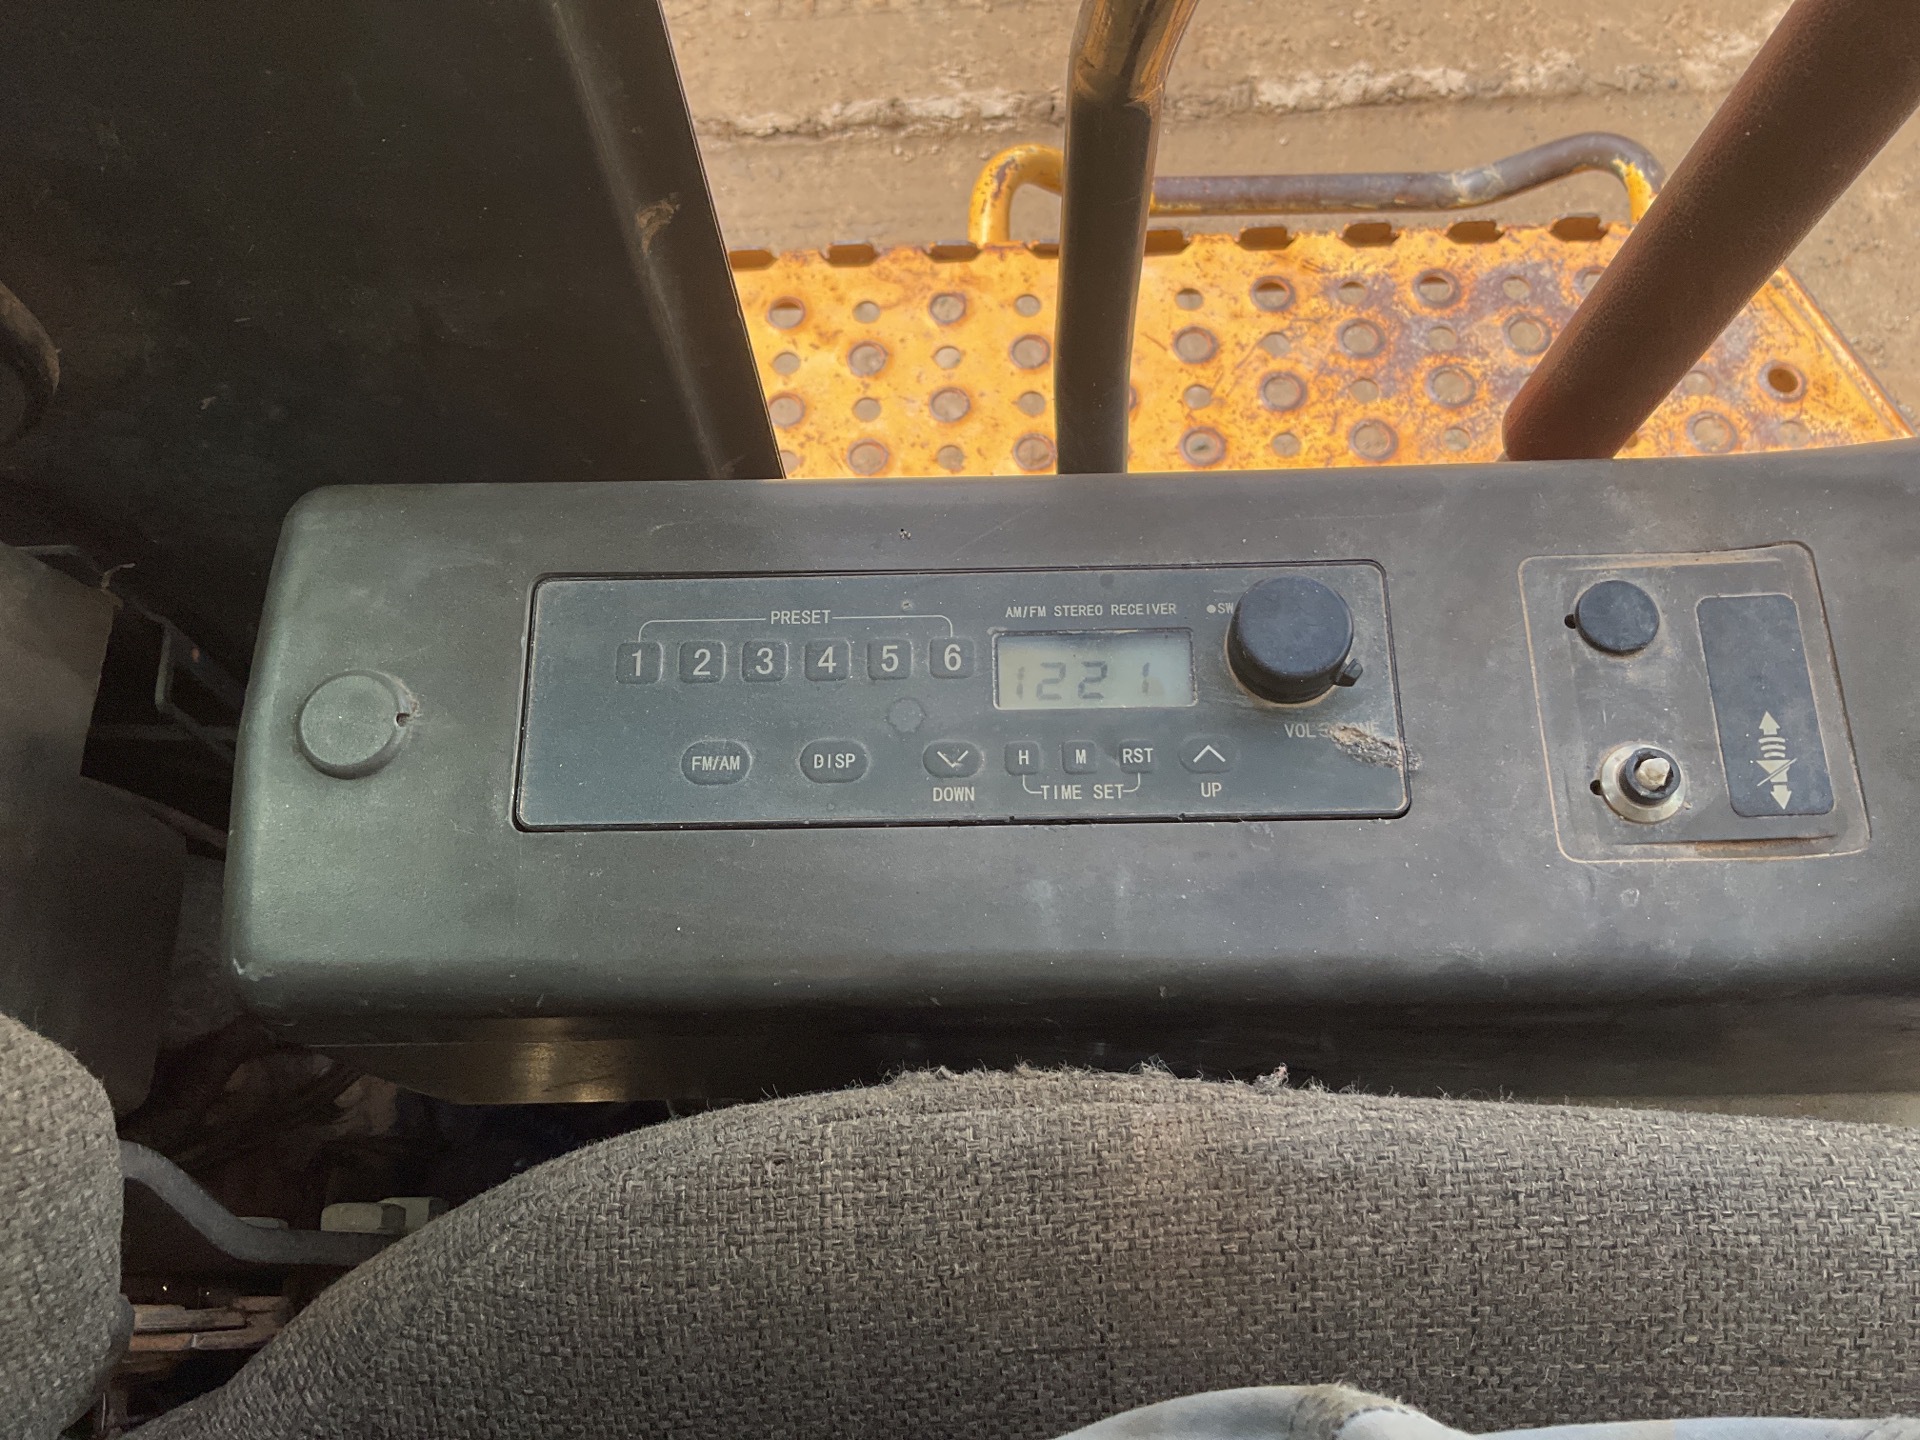 PRESET
1 2 3 4 5 6
AM/FM STEREO RECEIVER
SW
1221
VOL
FM/AM
DISP
DOWN
H M RST
TIME SET
UP